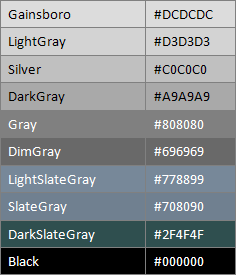 Gainsboro #DCDCDC
LightGray #D3D3D3
Silver #C0C0C0
DarkGray #A9A9A9
Gray #808080
DimGray #696969
LightSlateGray #778899
SlateGray #708090
DarkSlateGray #2F4F4F
Black #000000